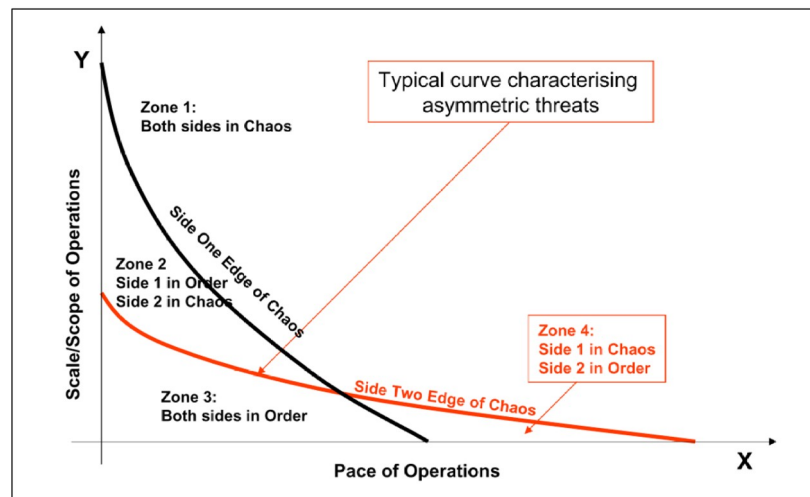 Y
Typical curve characterising
asymmetric threats
Zone 1:
Both sides in Chaos
Side One Edge of Chaos
Scale/Scope of Operations
Zone 2
Side 1 in Order
Side 2 in Chaos
Zone 4:
Side 1 in Chaos
Side 2 in Order
Zone 3:
Both sides in Order
Side Two Edge of Chaos
X
Pace of Operations